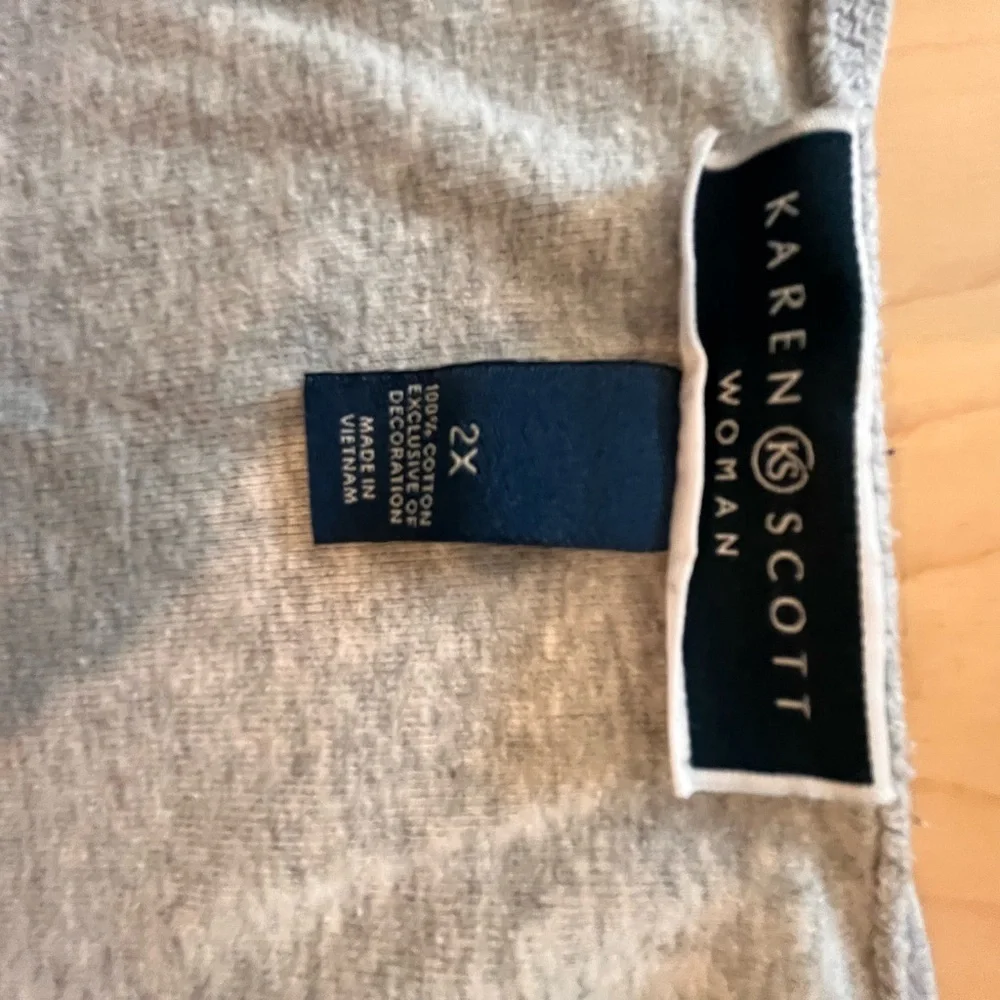 KAREN KS SCOTT
WOMAN
2X
100% COTTON
EXCLUSIVE OF
DECORATION
MADE IN
VIETNAM